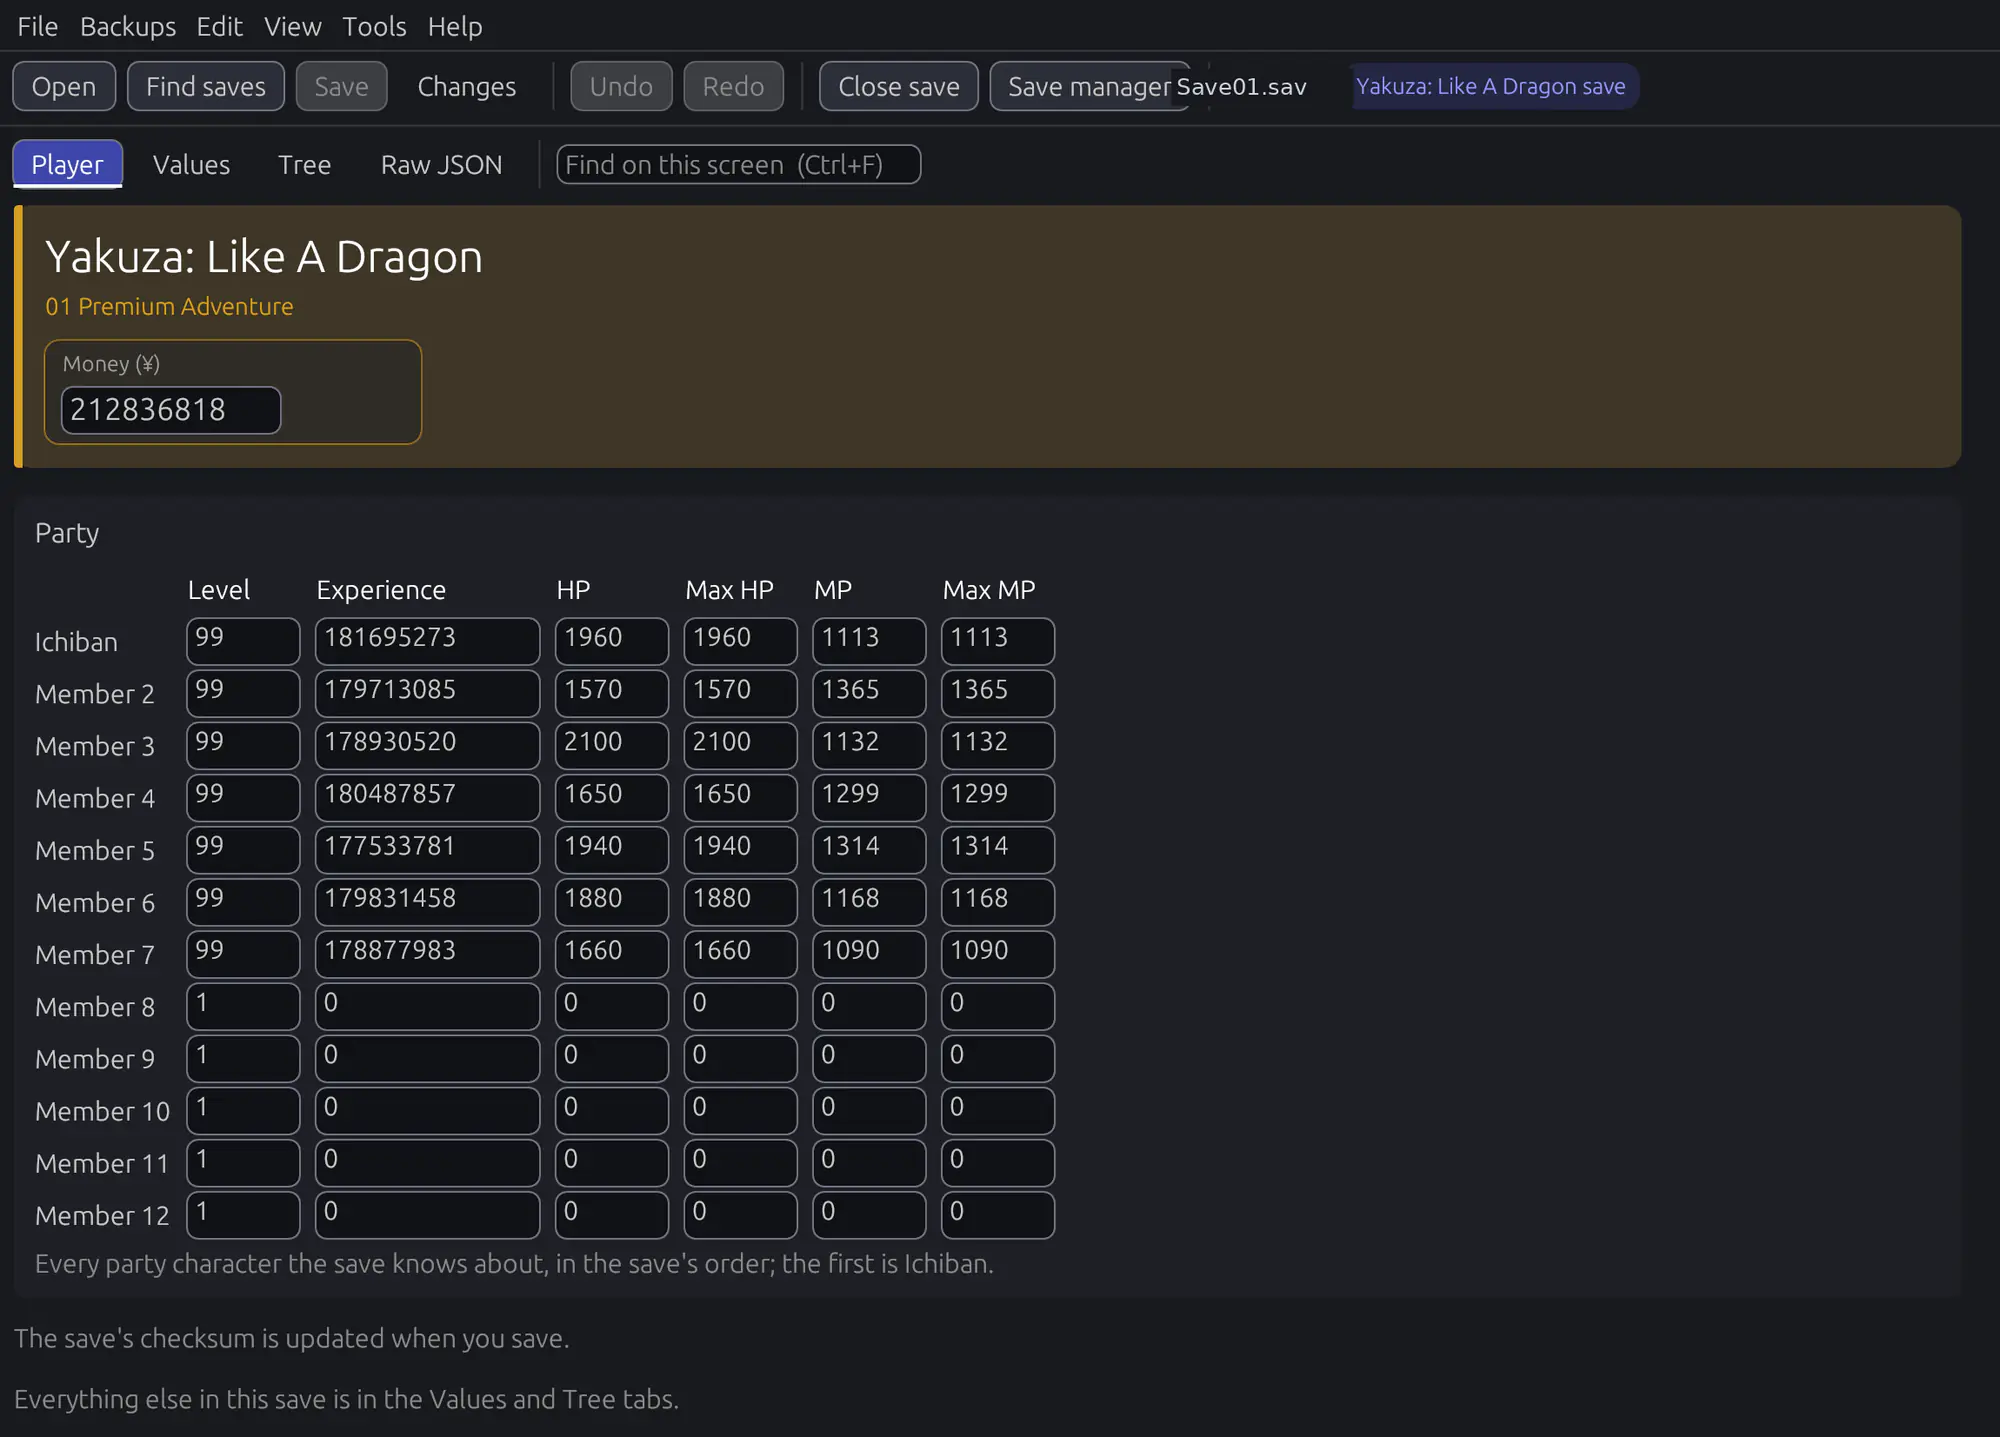 File Backups Edit View Tools Help
Open Find saves Save Changes Undo Redo Close save Save manager Save01.sav Yakuza: Like A Dragon save
Player Values Tree Raw JSON Find on this screen (Ctrl+F)
Yakuza: Like A Dragon
01 Premium Adventure
Money (¥)
212836818
Party
Level Experience HP Max HP MP Max MP
Ichiban 99 181695273 1960 1960 1113 1113
Member 2 99 179713085 1570 1570 1365 1365
Member 3 99 178930520 2100 2100 1132 1132
Member 4 99 180487857 1650 1650 1299 1299
Member 5 99 177533781 1940 1940 1314 1314
Member 6 99 179831458 1880 1880 1168 1168
Member 7 99 178877983 1660 1660 1090 1090
Member 8 1 0 0 0 0 0
Member 9 1 0 0 0 0 0
Member 10 1 0 0 0 0 0
Member 11 1 0 0 0 0 0
Member 12 1 0 0 0 0 0
Every party character the save knows about, in the save's order; the first is Ichiban.
The save's checksum is updated when you save.
Everything else in this save is in the Values and Tree tabs.